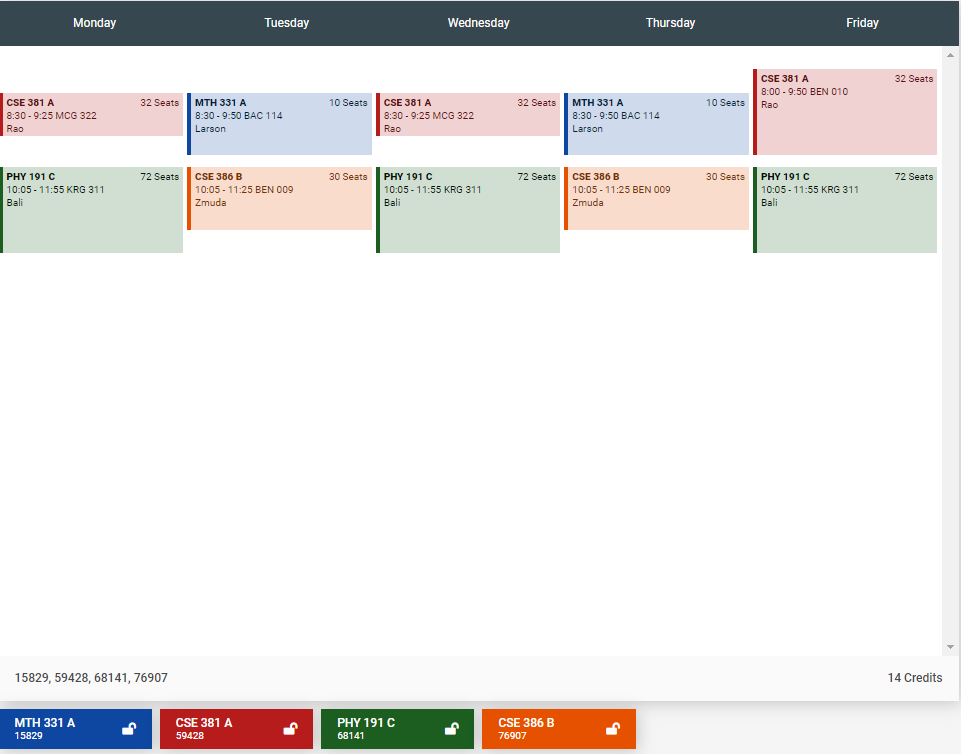 Monday Tuesday Wednesday Thursday Friday
CSE 381 A 32 Seats
8:30 - 9:25 MCG 322
Rao
PHY 191 C 72 Seats
10:05 - 11:55 KRG 311
Bali
MTH 331 A 10 Seats
8:30 - 9:50 BAC 114
Larson
CSE 386 B 30 Seats
10:05 - 11:25 BEN 009
Zmuda
CSE 381 A 32 Seats
8:30 - 9:25 MCG 322
Rao
PHY 191 C 72 Seats
10:05 - 11:55 KRG 311
Bali
MTH 331 A 10 Seats
8:30 - 9:50 BAC 114
Larson
CSE 386 B 30 Seats
10:05 - 11:25 BEN 009
Zmuda
CSE 381 A 32 Seats
8:00 - 9:50 BEN 010
Rao
PHY 191 C 72 Seats
10:05 - 11:55 KRG 311
Bali
15829, 59428, 68141, 76907 14 Credits
MTH 331 A
15829
CSE 381 A
59428
PHY 191 C
68141
CSE 386 B
76907